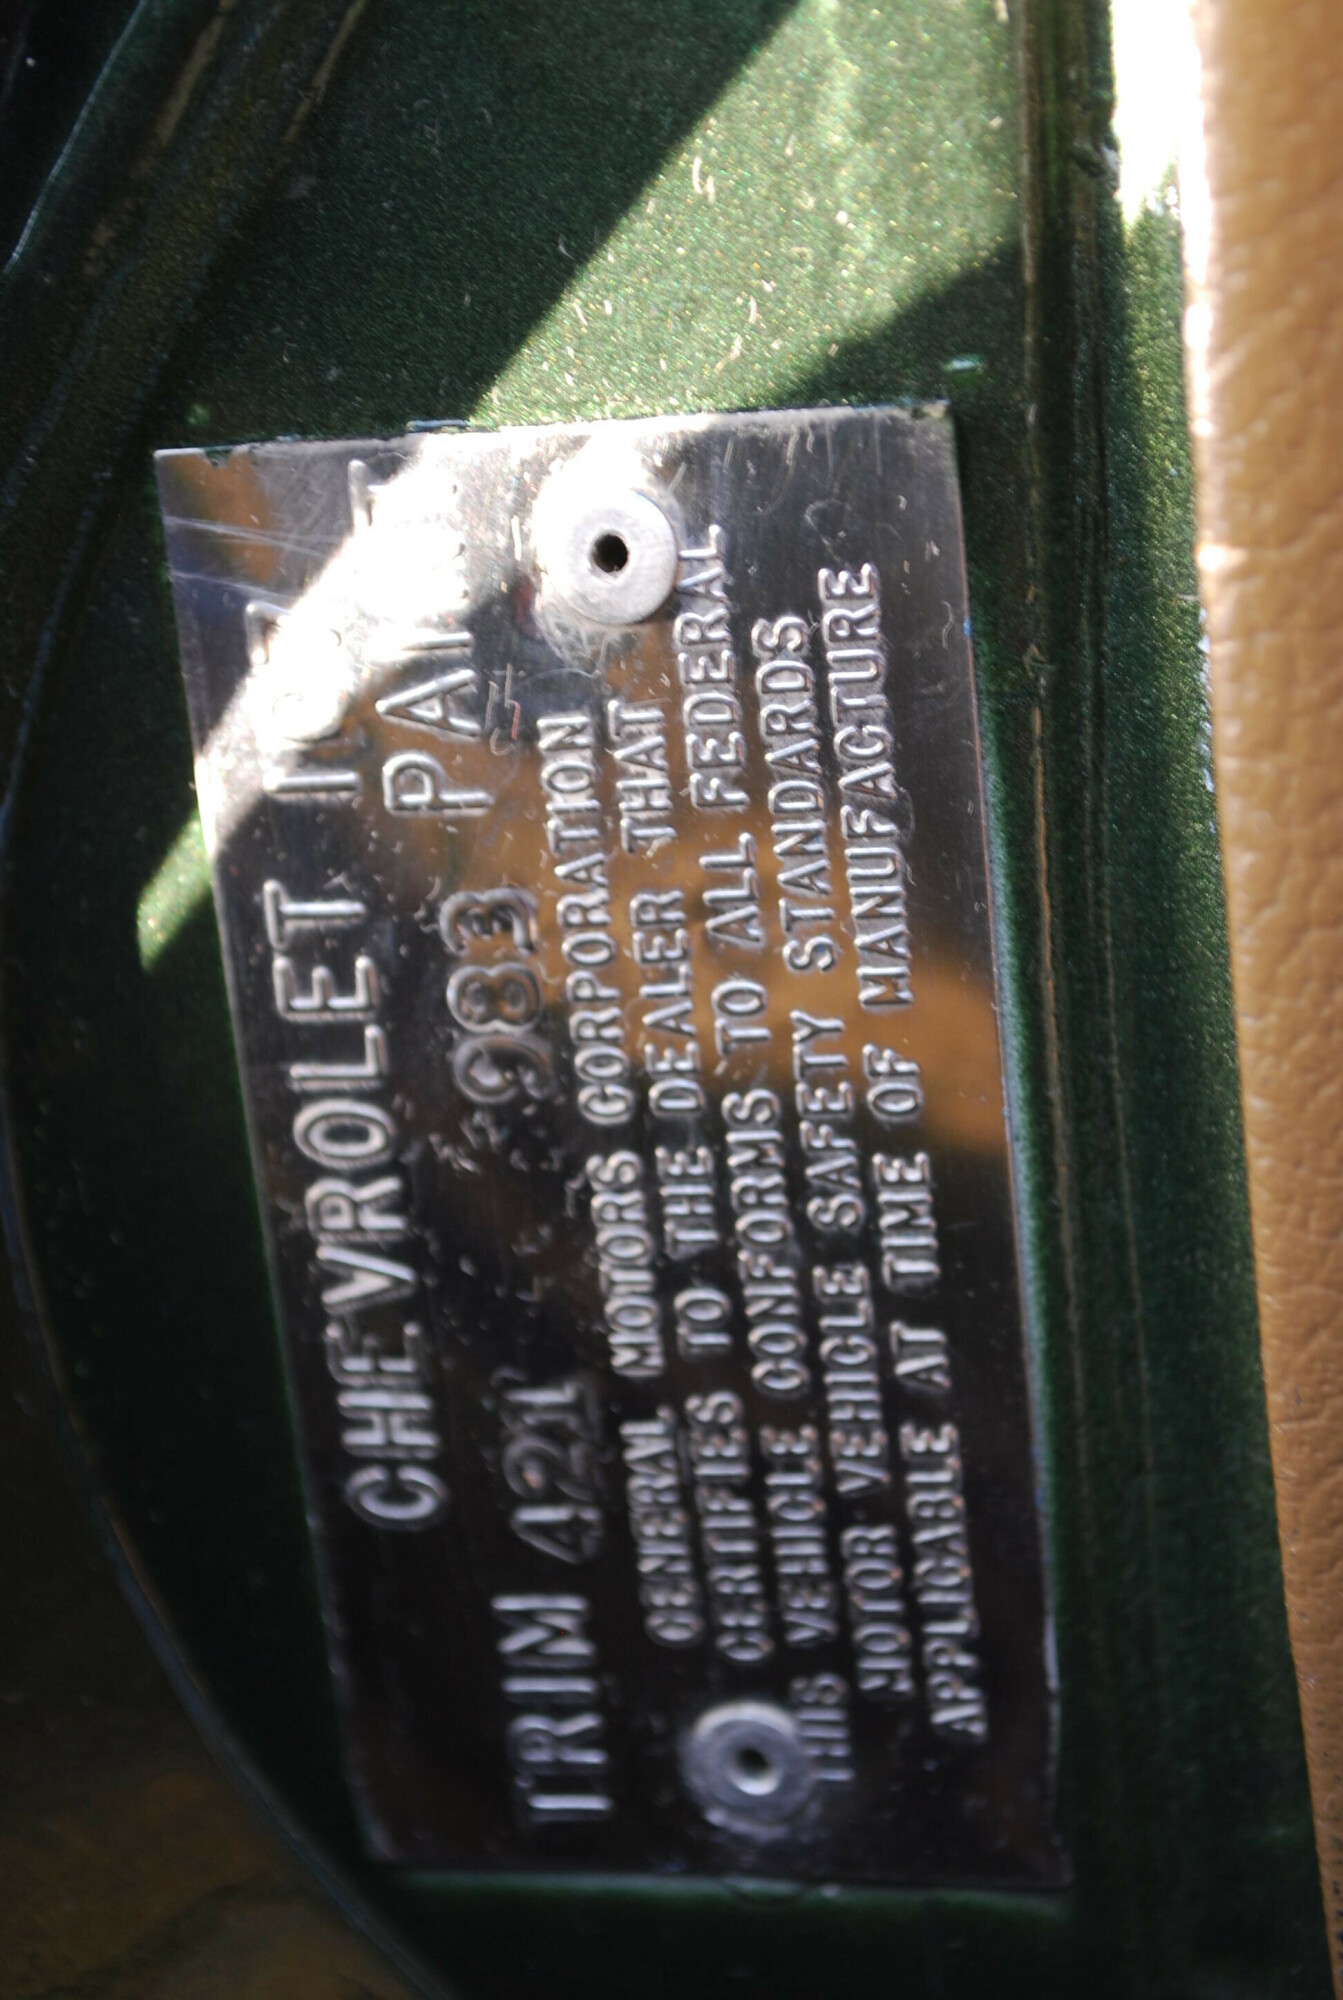 CHEVROLET
TRIM 421 983
GENERAL MOTORS CORPORATION
CERTIFIES TO THE DEALER THAT
THIS VEHICLE CONFORMS TO ALL FEDERAL
MOTOR VEHICLE SAFETY STANDARDS
APPLICABLE AT TIME OF MANUFACTURE